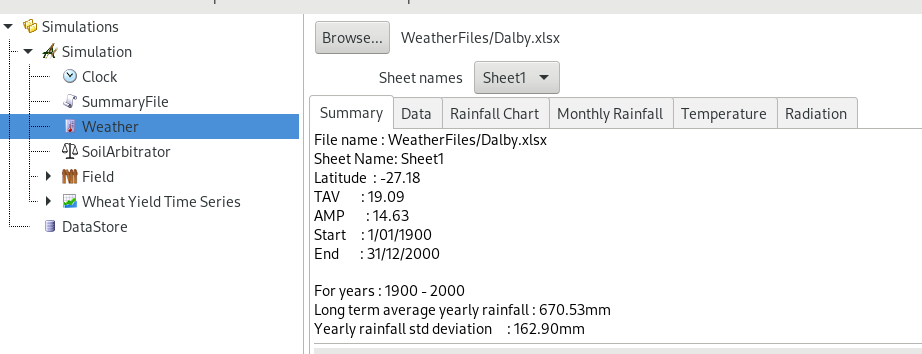 Simulations
Simulation
Clock
SummaryFile
Weather
SoilArbitrator
Field
Wheat Yield Time Series
DataStore
Browse... WeatherFiles/Dalby.xlsx
Sheet names Sheet1
Summary Data Rainfall Chart Monthly Rainfall Temperature Radiation
File name : WeatherFiles/Dalby.xlsx
Sheet Name: Sheet1
Latitude : -27.18
TAV : 19.09
AMP : 14.63
Start : 1/01/1900
End : 31/12/2000
For years : 1900 - 2000
Long term average yearly rainfall : 670.53mm
Yearly rainfall std deviation : 162.90mm